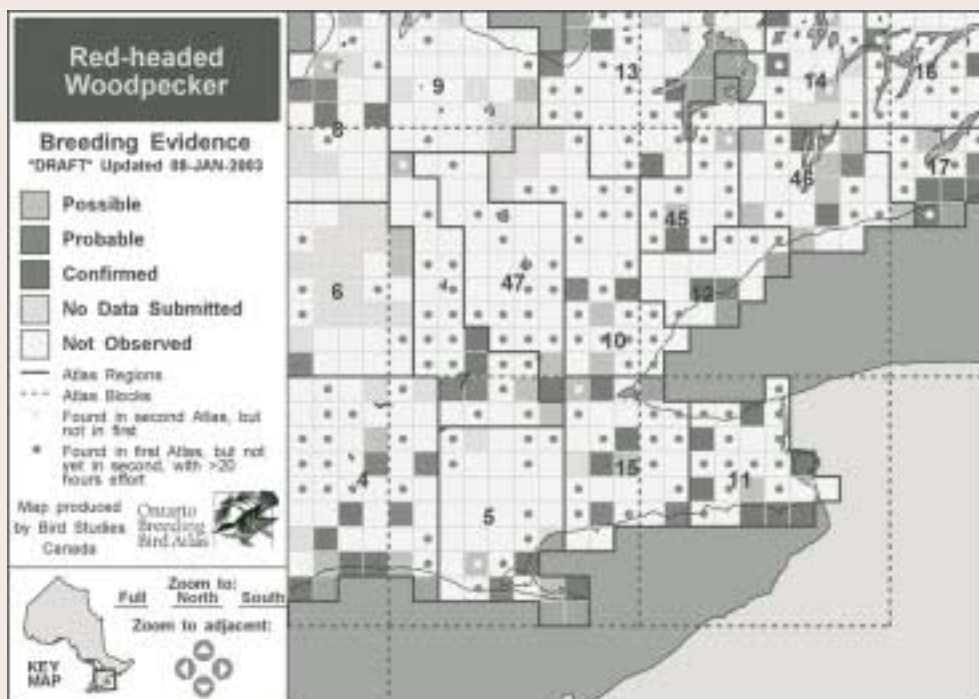 Red-headed
Woodpecker
Breeding Evidence
"DRAFT" Updated 08-JAN-2003
Possible
Probable
Confirmed
No Data Submitted
Not Observed
Atlas Regions
Atlas Blocks
Found in second Atlas, but
not in first
Found in first Atlas, but not
yet in second, with >20
hours effort
Map produced
by Bird Studies
Canada
Ontario
Breeding
Bird Atlas
Zoom to:
Full North South
Zoom to adjacent:
KEY
MAP
9
13
14
16
8
46
17
45
6
47
12
10
4
15
11
5